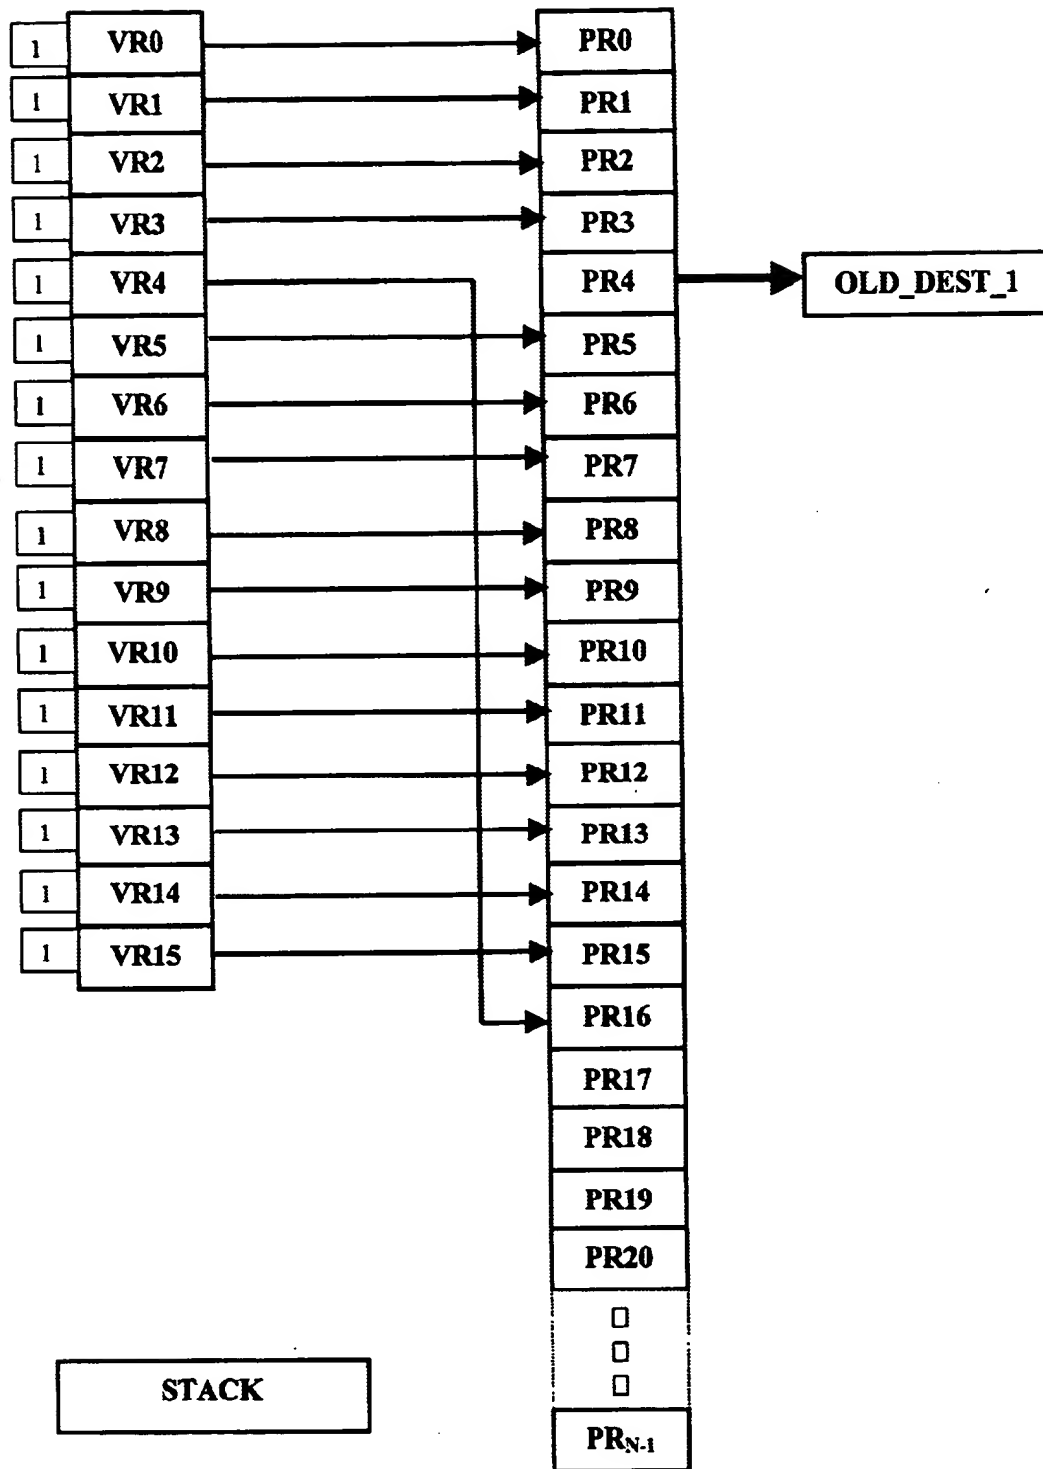 1 VR0 PR0
1 VR1 PR1
1 VR2 PR2
1 VR3 PR3
1 VR4 PR4 OLD_DEST_1
1 VR5 PR5
1 VR6 PR6
1 VR7 PR7
1 VR8 PR8
1 VR9 PR9
1 VR10 PR10
1 VR11 PR11
1 VR12 PR12
1 VR13 PR13
1 VR14 PR14
1 VR15 PR15
PR16
PR17
PR18
PR19
PR20
STACK
PRN-1